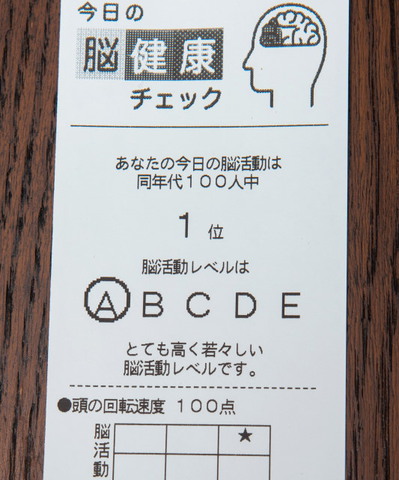 今日の
脳健康
チェック
あなたの今日の脳活動は
同年代100人中
1位
脳活動レベルは
A B C D E
とても高く若々しい
脳活動レベルです。
●頭の回転速度 100点
脳活動
★